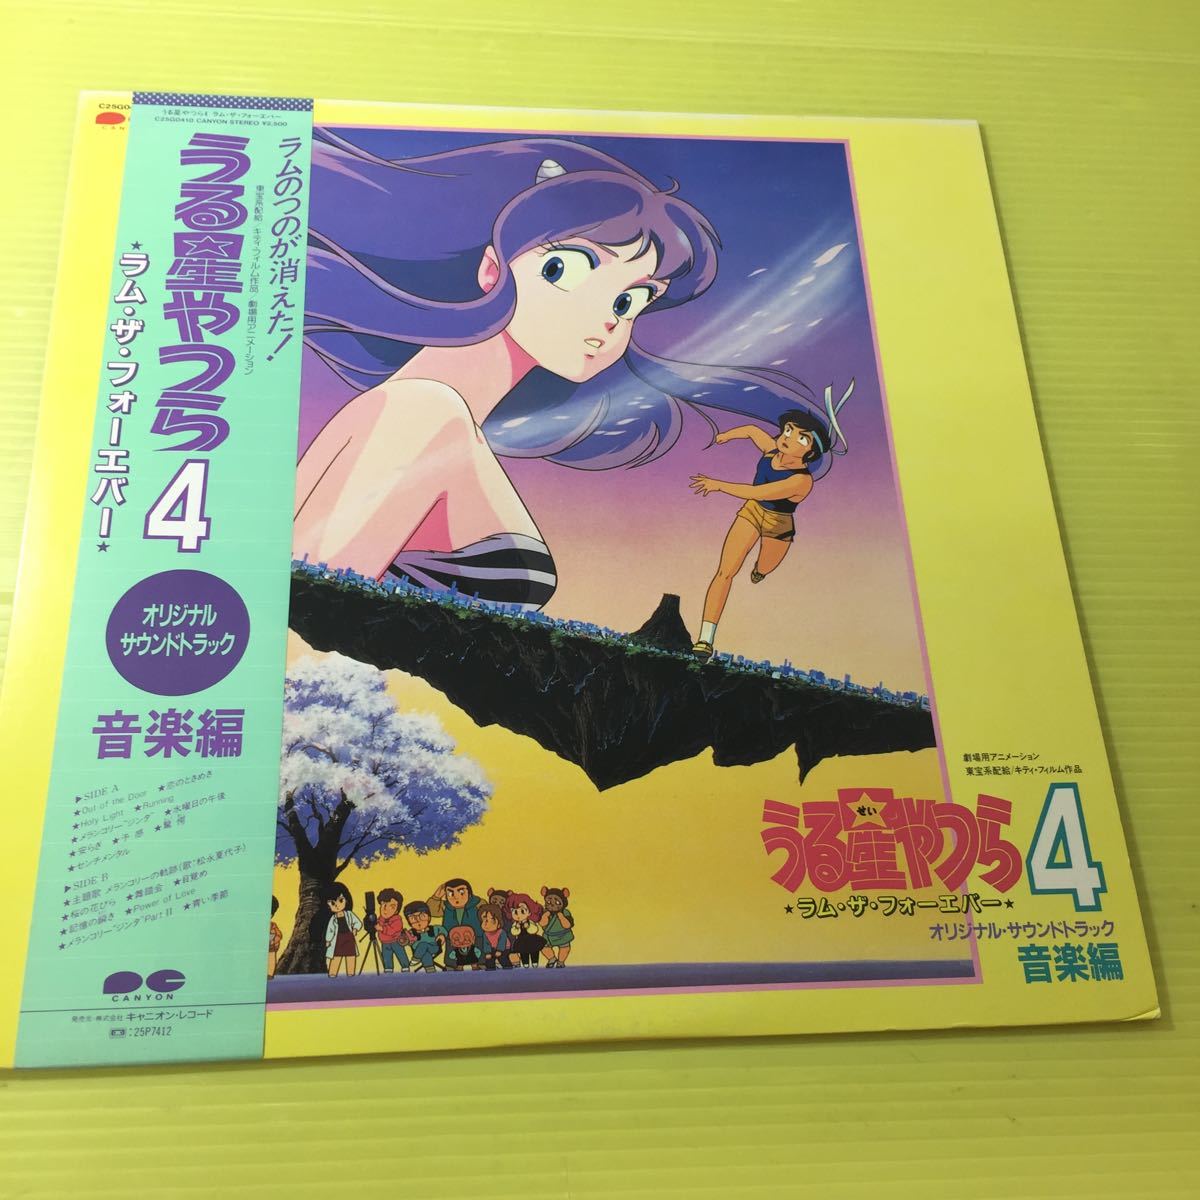 C25G0
CANY
うる星やつら4 ラム・ザ・フォーエバー
C25G0410 CANYON STEREO ¥2,500
ラムのつのが消えた!
東宝系配給/キティ・フィルム作品/劇場用アニメーション
うる星やつら4
★ラム・ザ・フォーエバー★
オリジナル
サウンドトラック
音楽編
▶SIDE A
★Out of the Door ★恋のときめき
★Holy Light ★Running
★メランコリー“ジンタ” ★水曜日の午後
★安らぎ ★予感 ★驚愕
★センチメンタル
▶SIDE B
★主題歌 メランコリーの軌跡(歌:松永夏代子)
★桜の花びら ★舞踏会 ★目覚め
★記憶の瞬き ★Power of Love ★青い季節
★メランコリー“ジンタ”Part II
CANYON
発売元・株式会社 キャニオン・レコード
:25P7412
劇場用アニメーション
東宝系配給/キティ・フィルム作品
せい
うる星やつら4
★ラム・ザ・フォーエバー★
オリジナル・サウンドトラック
音楽編